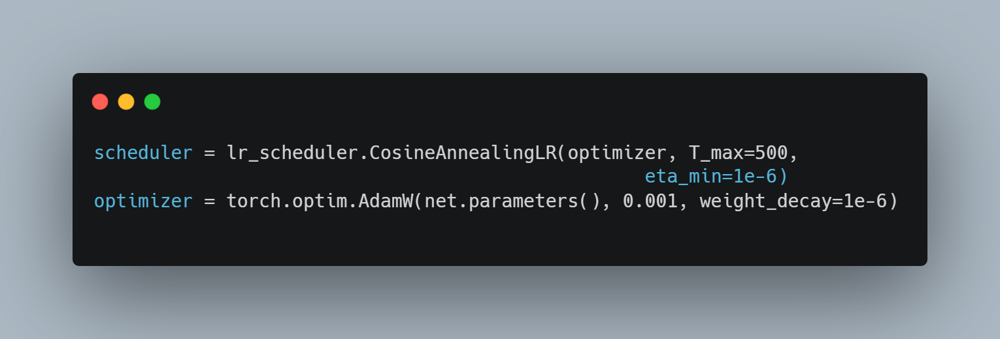 scheduler = lr_scheduler.CosineAnnealingLR(optimizer, T_max=500,
eta_min=1e-6)
optimizer = torch.optim.AdamW(net.parameters(), 0.001, weight_decay=1e-6)